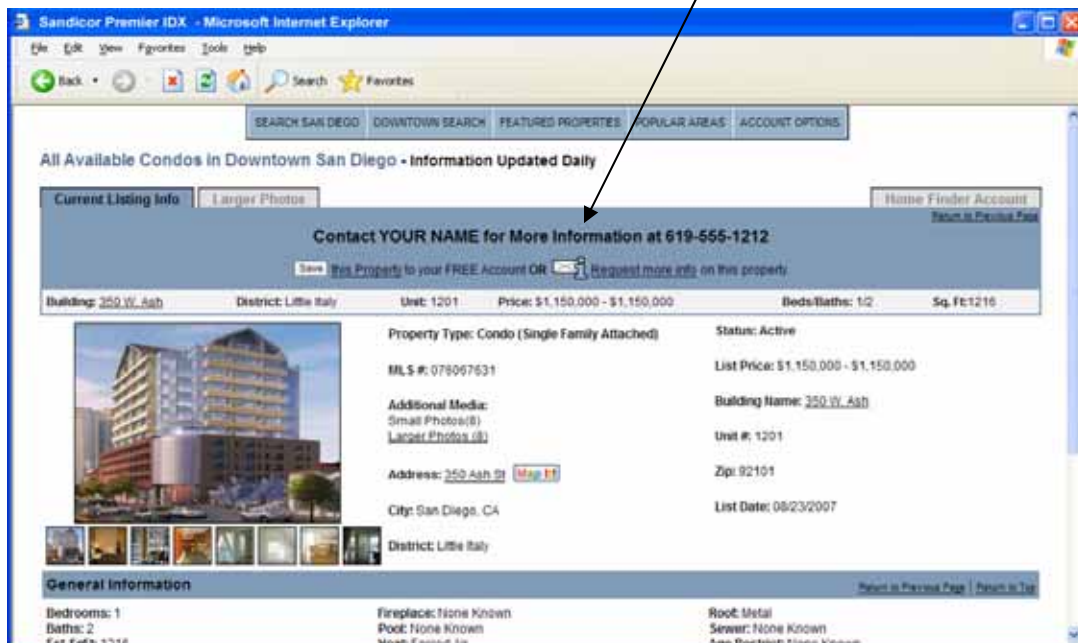 Sandicor Premier IDX - Microsoft Internet Explorer
File Edit View Favorites Tools Help
Back Search Favorites
SEARCH SAN DIEGO DOWNTOWN SEARCH FEATURED PROPERTIES POPULAR AREAS ACCOUNT OPTIONS
All Available Condos in Downtown San Diego - Information Updated Daily
Current Listing Info Larger Photos Home Finder Account
Return to Previous Page
Contact YOUR NAME for More Information at 619-555-1212
Save this Property to your FREE Account OR Request more info on this property
Building: 350 W. Ash District: Little Italy Unit: 1201 Price: $1,150,000 - $1,150,000 Beds/Baths: 1/2 Sq. Ft:1216
Property Type: Condo (Single Family Attached) Status: Active
MLS #: 076067631 List Price: $1,150,000 - $1,150,000
Additional Media: Building Name: 350 W. Ash
Small Photos(8)
Larger Photos (8) Unit #: 1201
Address: 350 Ash St Map It! Zip: 92101
City: San Diego, CA List Date: 08/23/2007
District: Little Italy
General Information Return to Previous Page | Return to Top
Bedrooms: 1 Fireplace: None Known Roof: Metal
Baths: 2 Pool: None Known Sewer: None Known
Heat: Forced Air Age Restrict: None Known